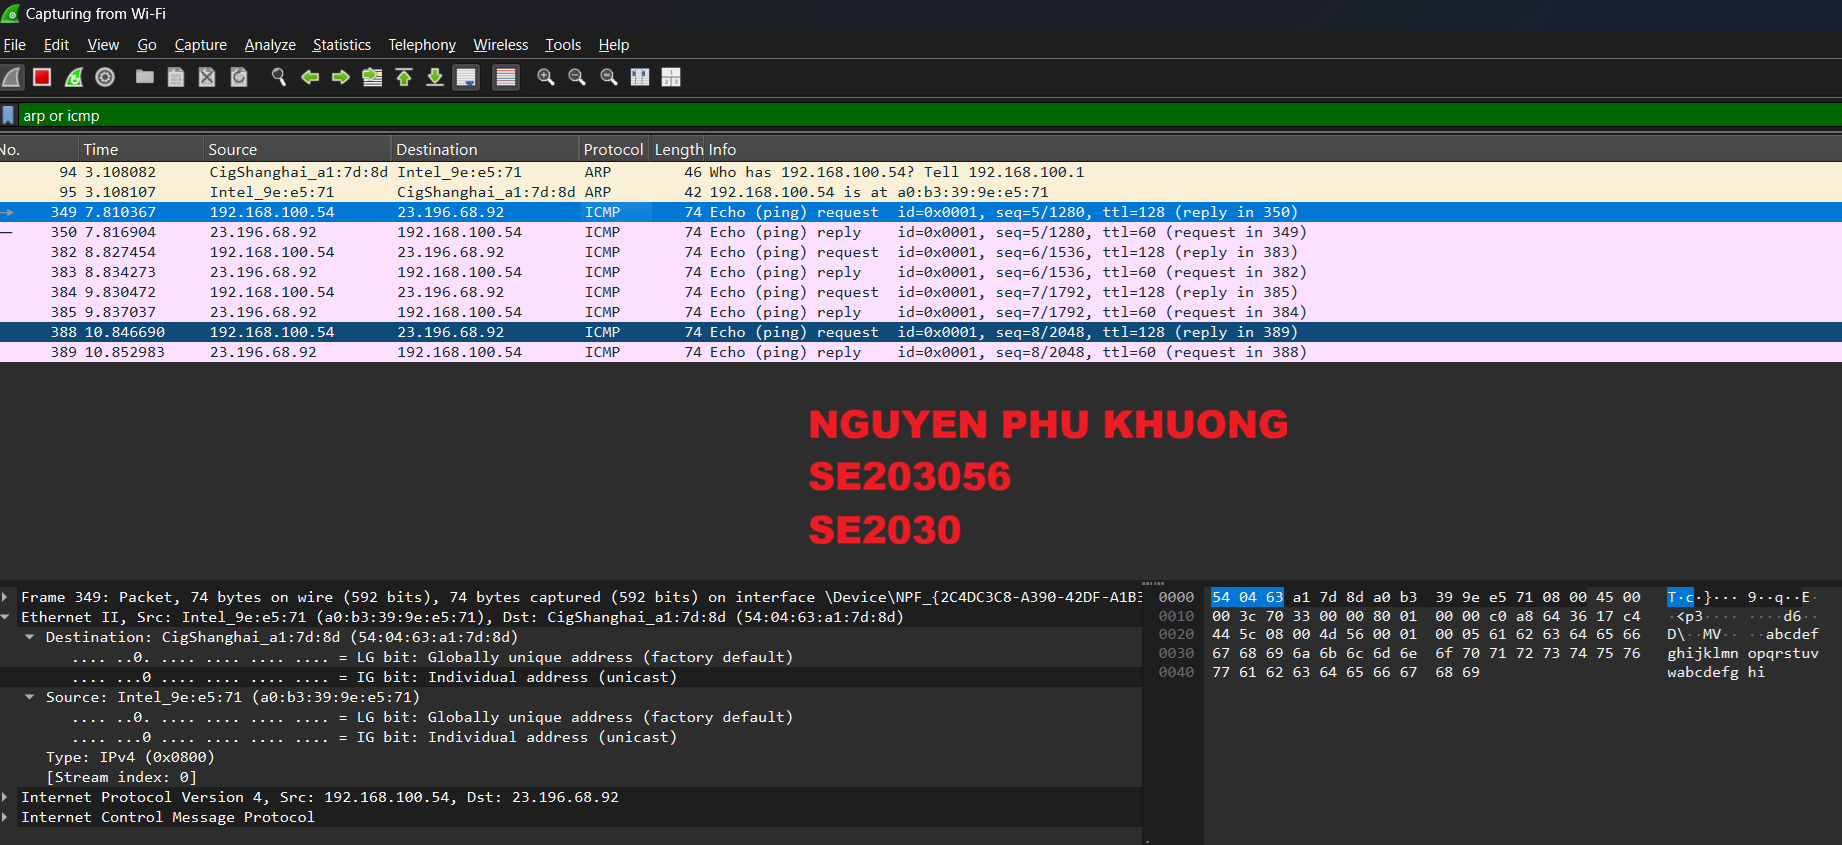 Capturing from Wi-Fi
File Edit View Go Capture Analyze Statistics Telephony Wireless Tools Help
arp or icmp
No. Time Source Destination Protocol Length Info
94 3.108082 CigShanghai_a1:7d:8d Intel_9e:e5:71 ARP 46 Who has 192.168.100.54? Tell 192.168.100.1
95 3.108107 Intel_9e:e5:71 CigShanghai_a1:7d:8d ARP 42 192.168.100.54 is at a0:b3:39:9e:e5:71
349 7.810367 192.168.100.54 23.196.68.92 ICMP 74 Echo (ping) request id=0x0001, seq=5/1280, ttl=128 (reply in 350)
350 7.816904 23.196.68.92 192.168.100.54 ICMP 74 Echo (ping) reply id=0x0001, seq=5/1280, ttl=60 (request in 349)
382 8.827454 192.168.100.54 23.196.68.92 ICMP 74 Echo (ping) request id=0x0001, seq=6/1536, ttl=128 (reply in 383)
383 8.834273 23.196.68.92 192.168.100.54 ICMP 74 Echo (ping) reply id=0x0001, seq=6/1536, ttl=60 (request in 382)
384 9.830472 192.168.100.54 23.196.68.92 ICMP 74 Echo (ping) request id=0x0001, seq=7/1792, ttl=128 (reply in 385)
385 9.837037 23.196.68.92 192.168.100.54 ICMP 74 Echo (ping) reply id=0x0001, seq=7/1792, ttl=60 (request in 384)
388 10.846690 192.168.100.54 23.196.68.92 ICMP 74 Echo (ping) request id=0x0001, seq=8/2048, ttl=128 (reply in 389)
389 10.852983 23.196.68.92 192.168.100.54 ICMP 74 Echo (ping) reply id=0x0001, seq=8/2048, ttl=60 (request in 388)
NGUYEN PHU KHUONG
SE203056
SE2030
Frame 349: Packet, 74 bytes on wire (592 bits), 74 bytes captured (592 bits) on interface \Device\NPF_{2C4DC3C8-A390-42DF-A1B3
Ethernet II, Src: Intel_9e:e5:71 (a0:b3:39:9e:e5:71), Dst: CigShanghai_a1:7d:8d (54:04:63:a1:7d:8d)
Destination: CigShanghai_a1:7d:8d (54:04:63:a1:7d:8d)
.... ..0. .... .... .... .... = LG bit: Globally unique address (factory default)
.... ...0 .... .... .... .... = IG bit: Individual address (unicast)
Source: Intel_9e:e5:71 (a0:b3:39:9e:e5:71)
.... ..0. .... .... .... .... = LG bit: Globally unique address (factory default)
.... ...0 .... .... .... .... = IG bit: Individual address (unicast)
Type: IPv4 (0x0800)
[Stream index: 0]
Internet Protocol Version 4, Src: 192.168.100.54, Dst: 23.196.68.92
Internet Control Message Protocol
0000 54 04 63 a1 7d 8d a0 b3 39 9e e5 71 08 00 45 00 T·c·}··· 9··q··E·
0010 00 3c 70 33 00 00 80 01 00 00 c0 a8 64 36 17 c4 ·<p3···· ····d6··
0020 44 5c 08 00 4d 56 00 01 00 05 61 62 63 64 65 66 D\··MV·· ··abcdef
0030 67 68 69 6a 6b 6c 6d 6e 6f 70 71 72 73 74 75 76 ghijklmn opqrstuv
0040 77 61 62 63 64 65 66 67 68 69 wabcdefg hi